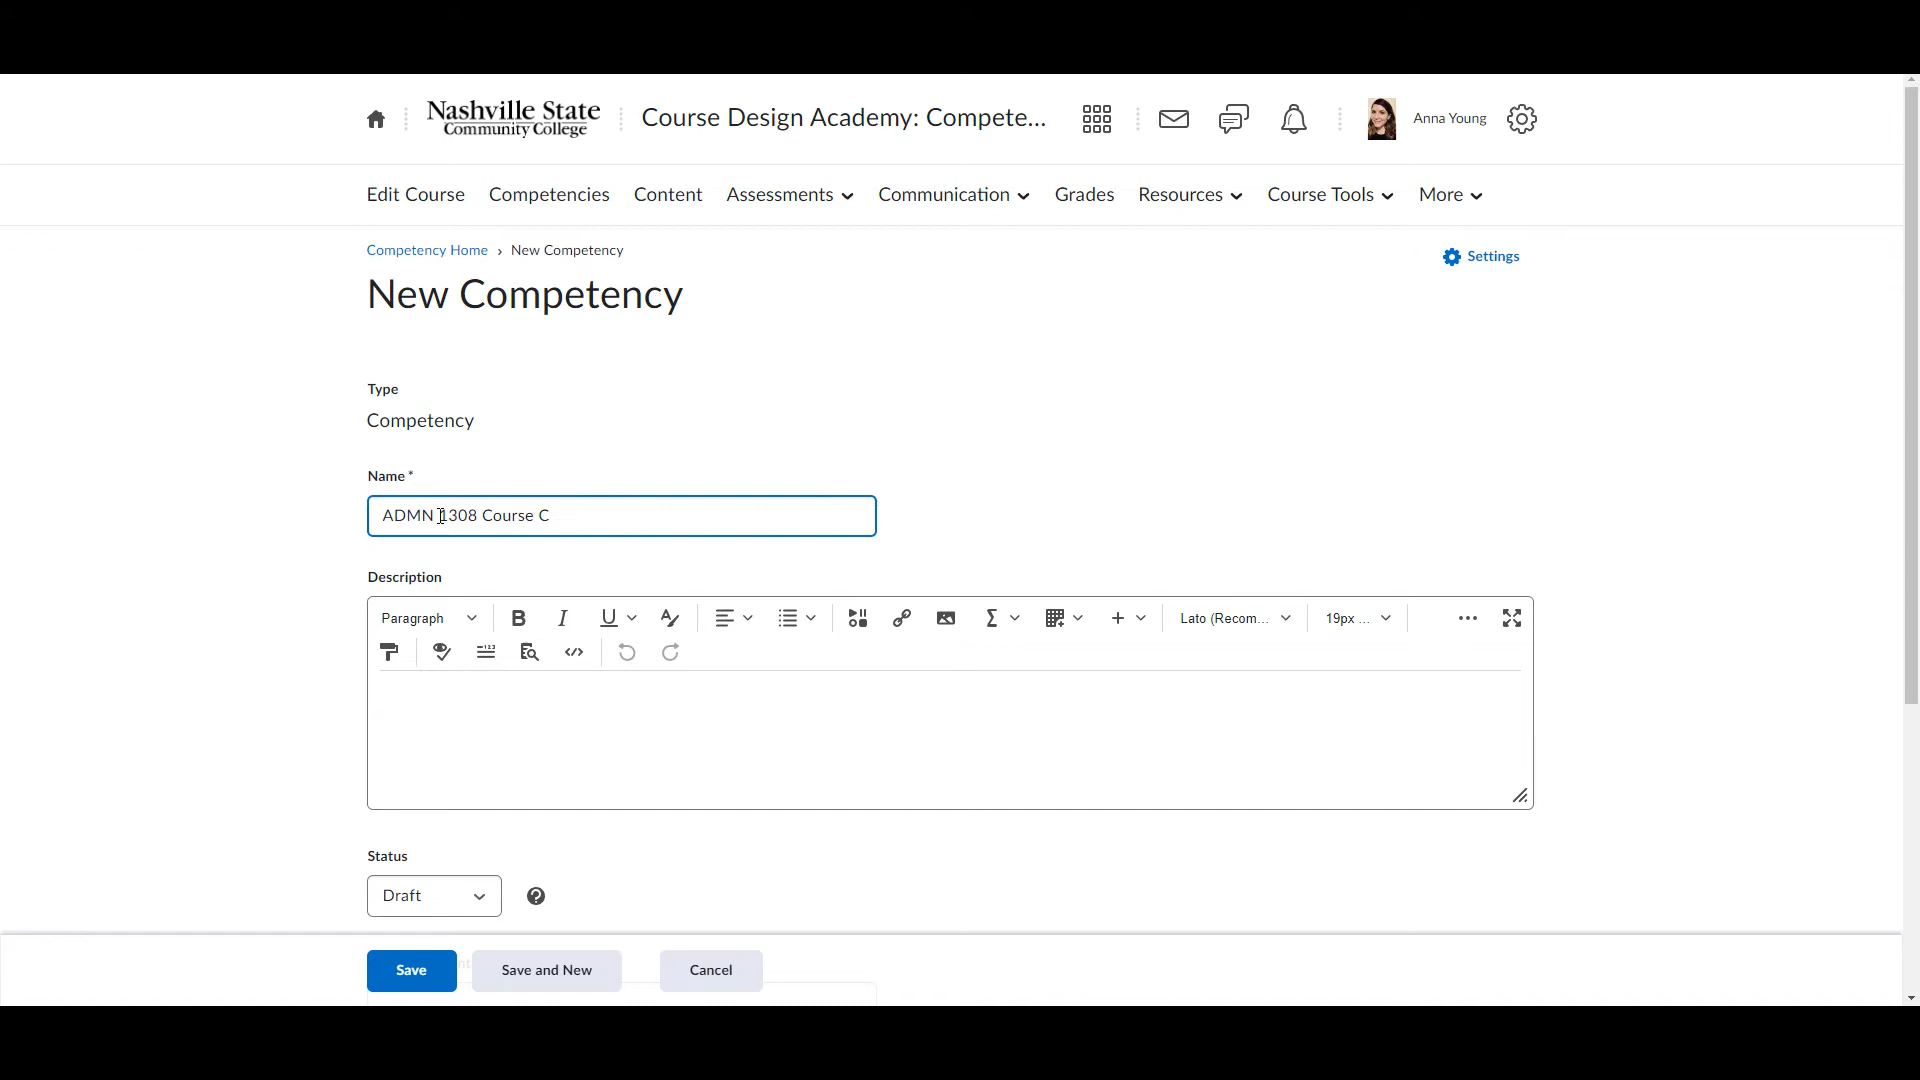 Nashville State
Community College
Course Design Academy: Compete...
Anna Young
Edit Course
Competencies
Content
Assessments
Communication
Grades
Resources
Course Tools
More
Competency Home › New Competency
Settings
New Competency
Type
Competency
Name *
ADMN 1308 Course C
Description
Paragraph
Lato (Recom...
19px ...
Status
Draft
Save
Save and New
Cancel